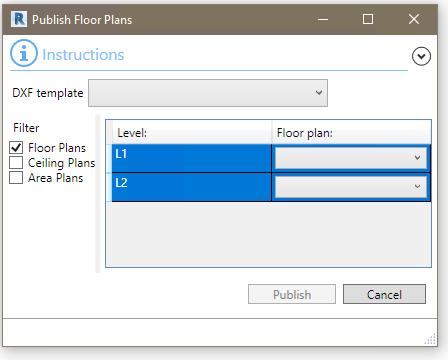 Publish Floor Plans
Instructions
DXF template
Filter
Floor Plans
Ceiling Plans
Area Plans
Level: Floor plan:
L1
L2
Publish Cancel